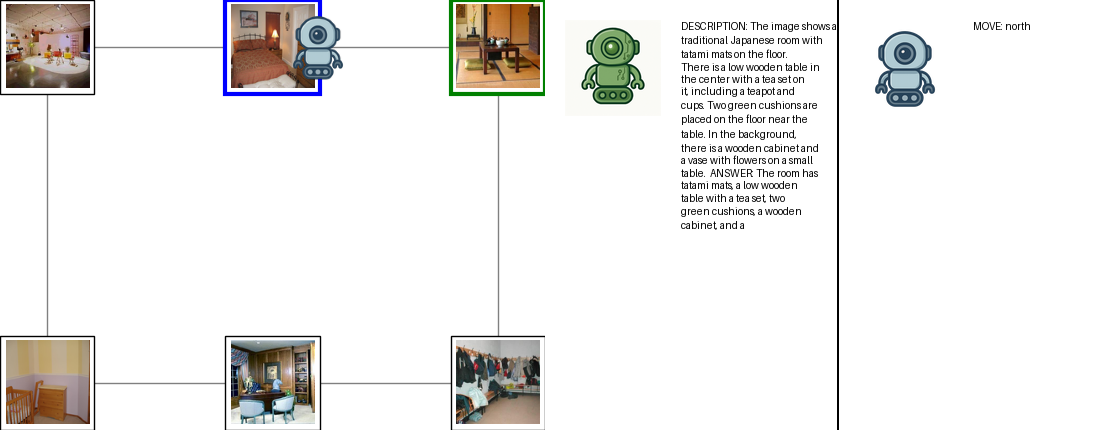 DESCRIPTION: The image shows a
traditional Japanese room with
tatami mats on the floor.
There is a low wooden table in
the center with a tea set on
it, including a teapot and
cups. Two green cushions are
placed on the floor near the
table. In the background,
there is a wooden cabinet and
a vase with flowers on a small
table. ANSWER: The room has
tatami mats, a low wooden
table with a tea set, two
green cushions, a wooden
cabinet, and a
MOVE: north